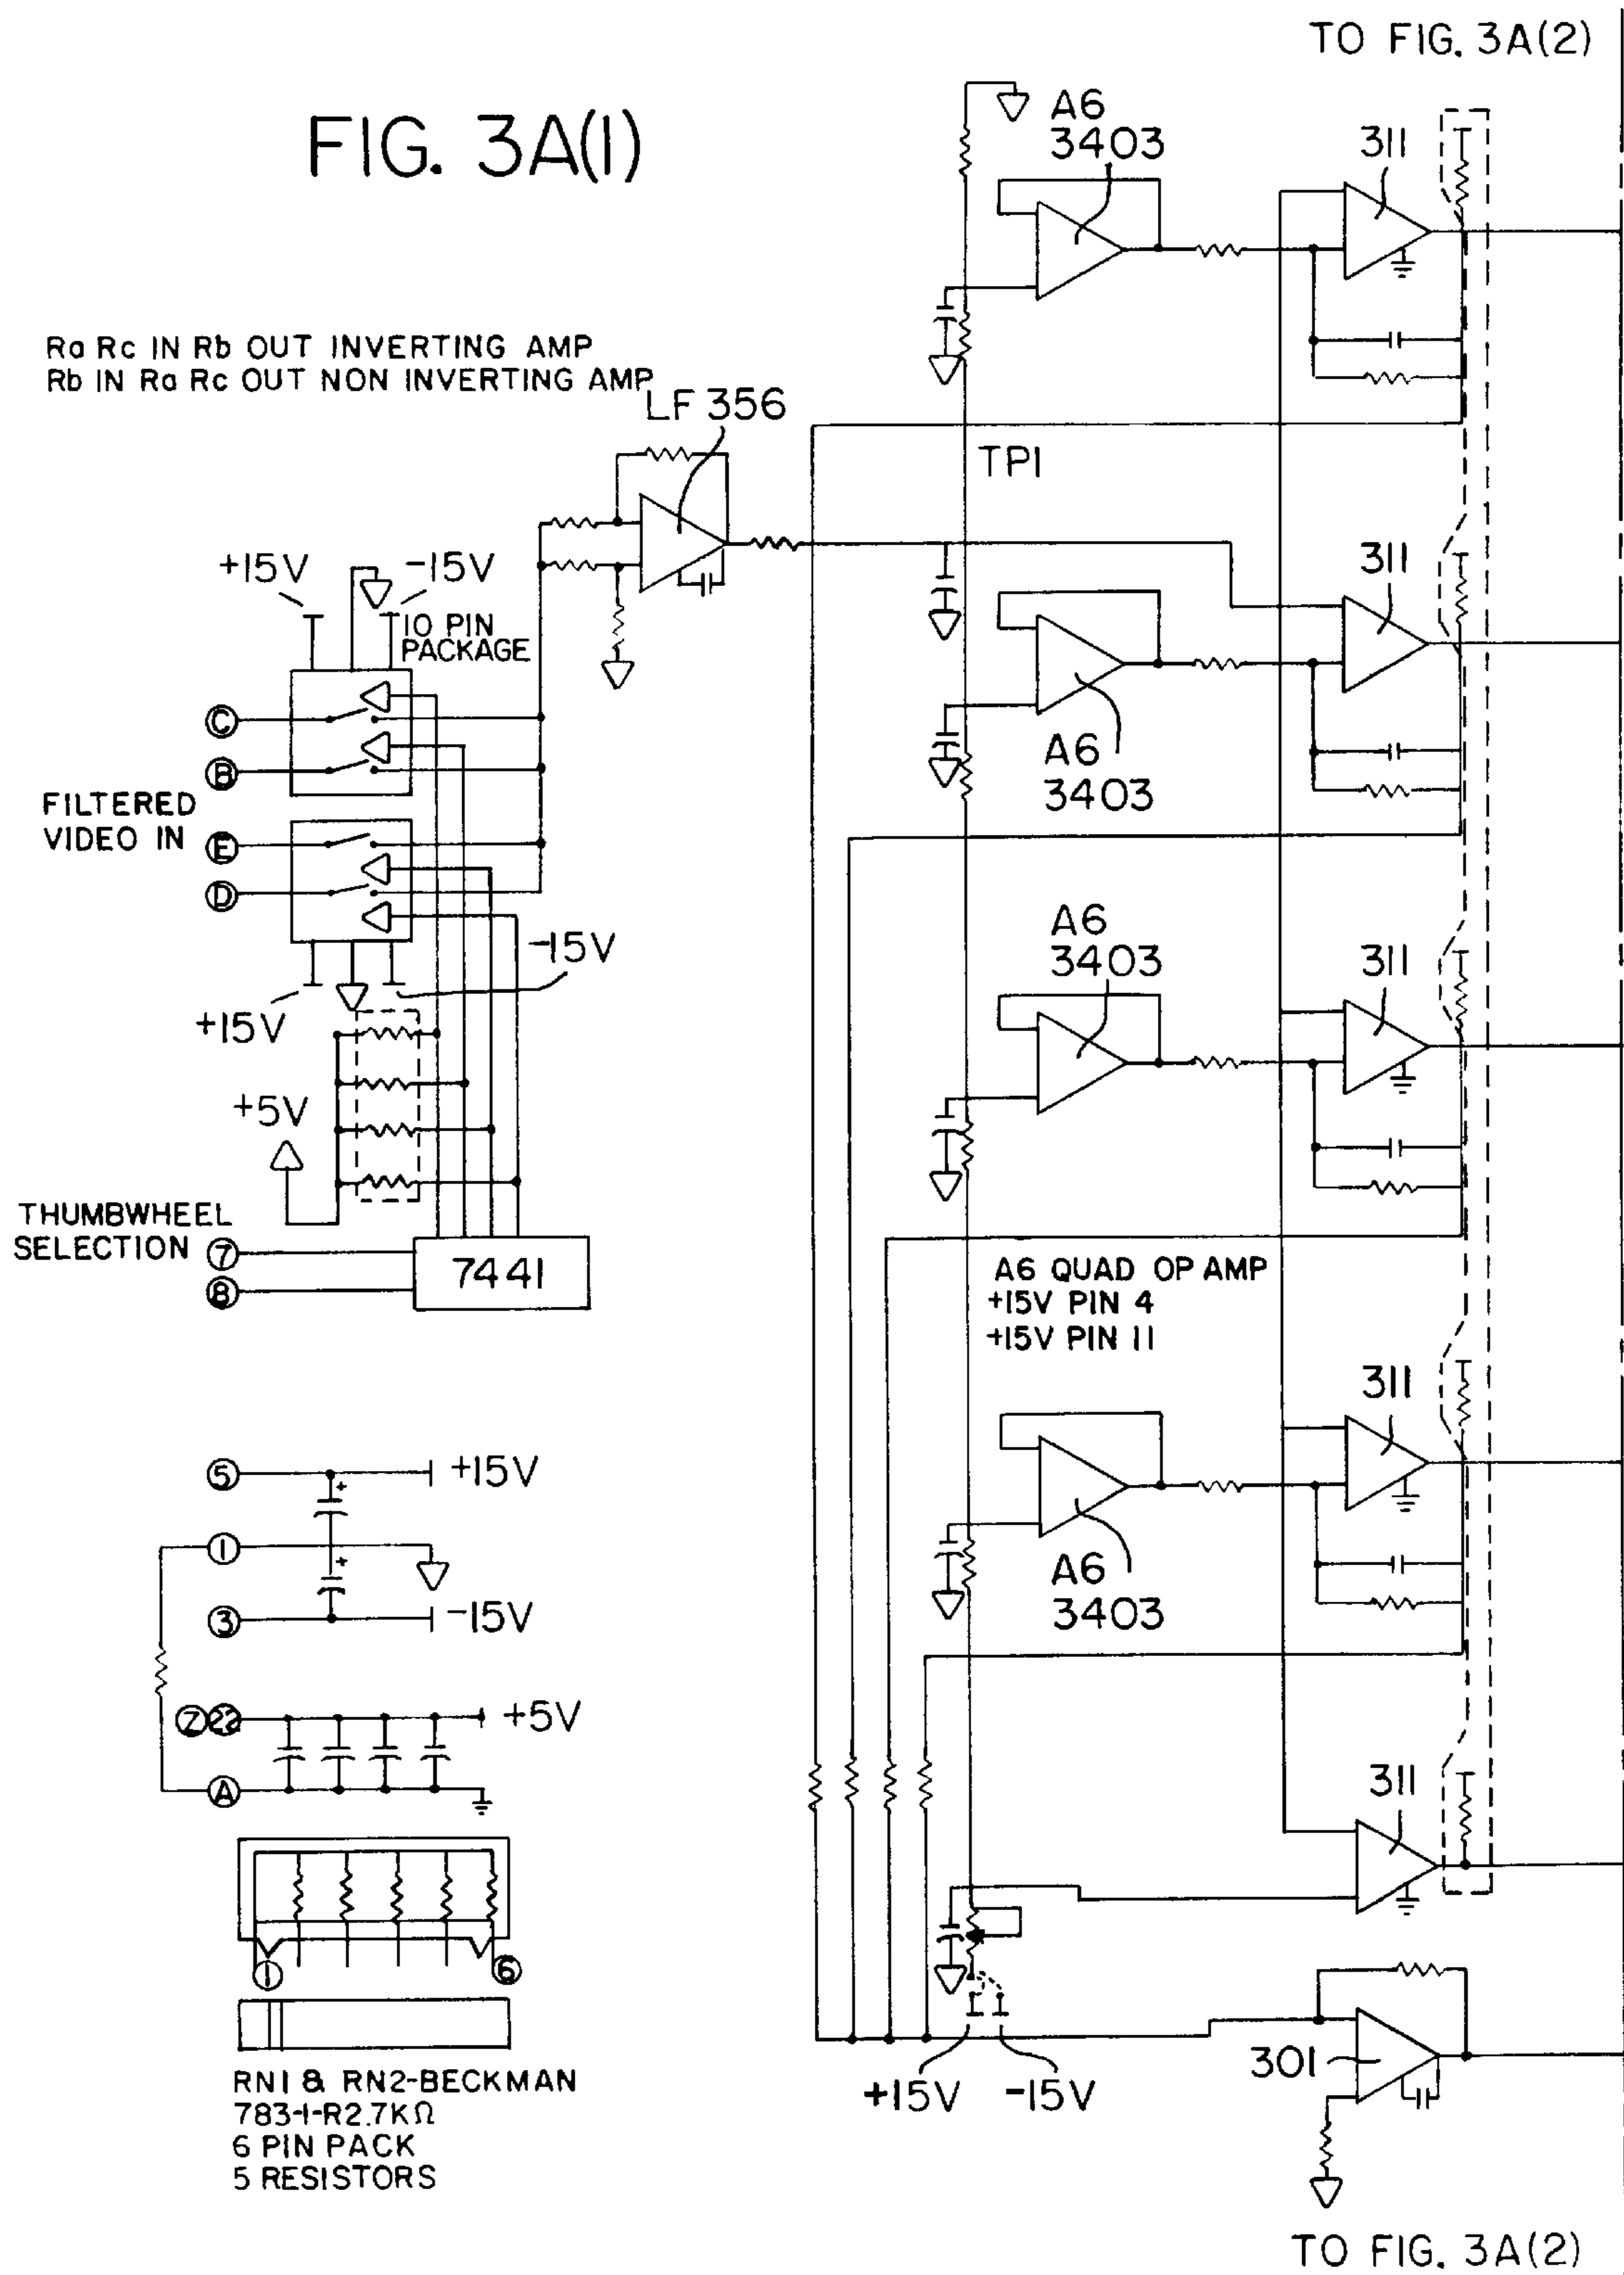 TO FIG. 3A(2)
FIG. 3A(1)
A6
3403
311
Ra Rc IN Rb OUT INVERTING AMP
Rb IN Ra Rc OUT NON INVERTING AMP
LF 356
TP1
+15V
-15V
10 PIN
PACKAGE
311
C
B
A6
3403
FILTERED
VIDEO IN
E
D
A6
3403
311
-15V
+15V
+5V
THUMBWHEEL
SELECTION
7
8
7441
A6 QUAD OP AMP
+15V PIN 4
+15V PIN 11
311
5
+15V
+
1
+
A6
3403
3
-15V
Z
22
+5V
A
311
1
6
+15V
-15V
301
RN1 & RN2-BECKMAN
783-1-R2.7KΩ
6 PIN PACK
5 RESISTORS
TO FIG. 3A(2)